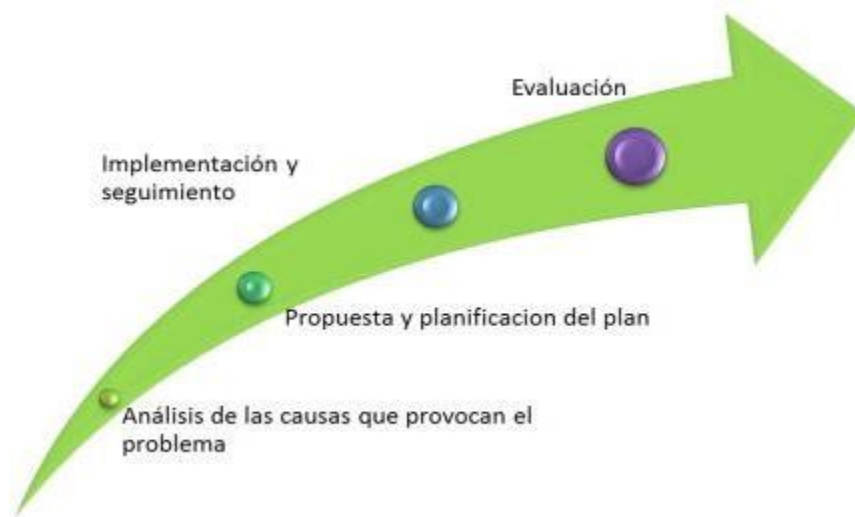 Evaluación
Implementación y
seguimiento
Propuesta y planificacion del plan
Análisis de las causas que provocan el
problema